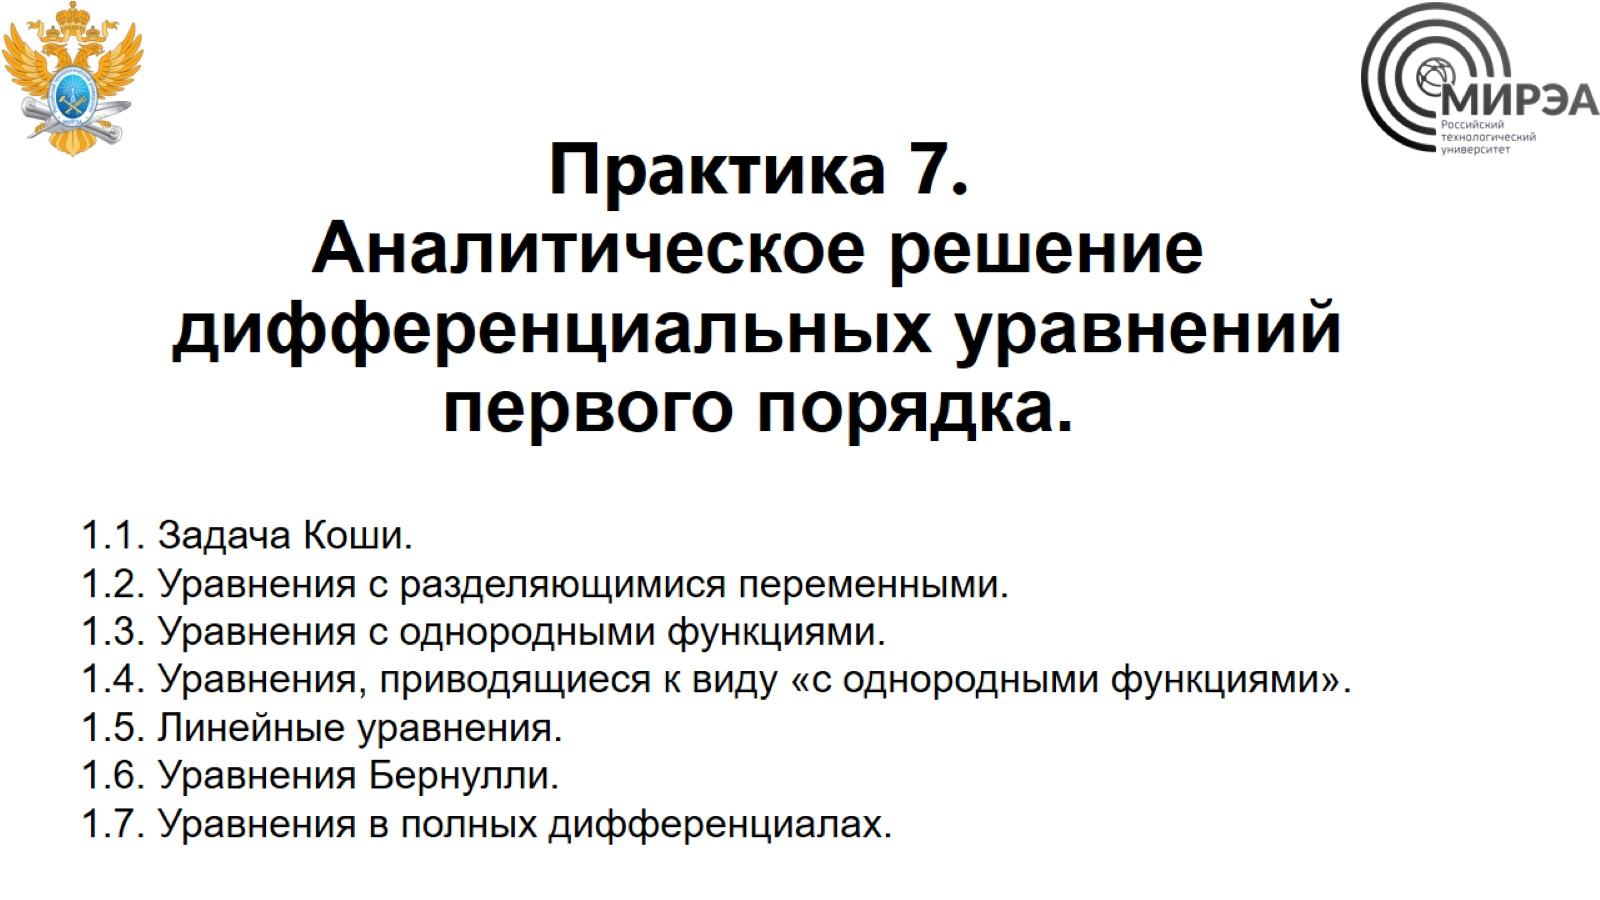 МИРЭА
Российский
технологический
университет
Практика 7.
Аналитическое решение
дифференциальных уравнений
первого порядка.
1.1. Задача Коши.
1.2. Уравнения с разделяющимися переменными.
1.3. Уравнения с однородными функциями.
1.4. Уравнения, приводящиеся к виду «с однородными функциями».
1.5. Линейные уравнения.
1.6. Уравнения Бернулли.
1.7. Уравнения в полных дифференциалах.